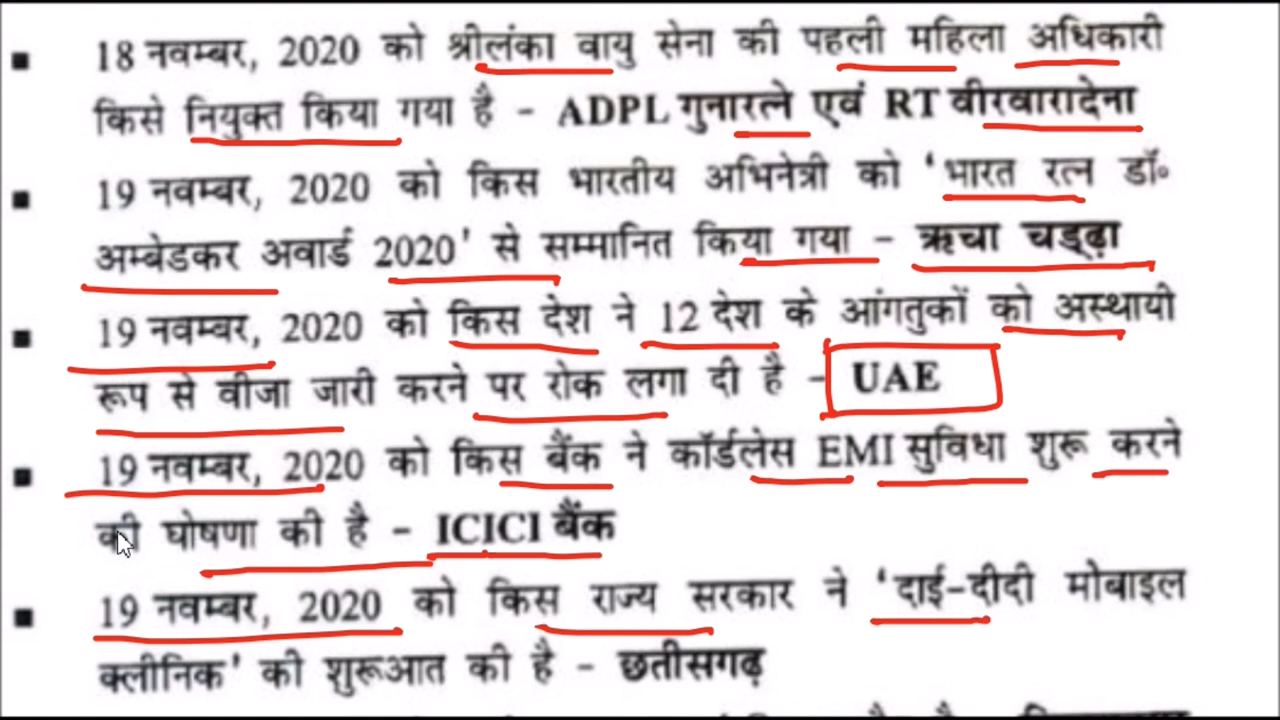 ▪ 18 नवम्बर, 2020 को श्रीलंका वायु सेना की पहली महिला अधिकारी
किसे नियुक्त किया गया है - ADPL गुनारत्ने एवं RT वीरवारादेना
▪ 19 नवम्बर, 2020 को किस भारतीय अभिनेत्री को ‘भारत रत्न डॉ॰
अम्बेडकर अवार्ड 2020’ से सम्मानित किया गया - ऋचा चड्ढ़ा
▪ 19 नवम्बर, 2020 को किस देश ने 12 देश के आंगतुकों को अस्थायी
रूप से वीजा जारी करने पर रोक लगा दी है - UAE
▪ 19 नवम्बर, 2020 को किस बैंक ने कॉर्डलेस EMI सुविधा शुरू करने
की घोषणा की है - ICICI बैंक
▪ 19 नवम्बर, 2020 को किस राज्य सरकार ने ‘दाई-दीदी मोबाइल
क्लीनिक’ की शुरूआत की है - छतीसगढ़